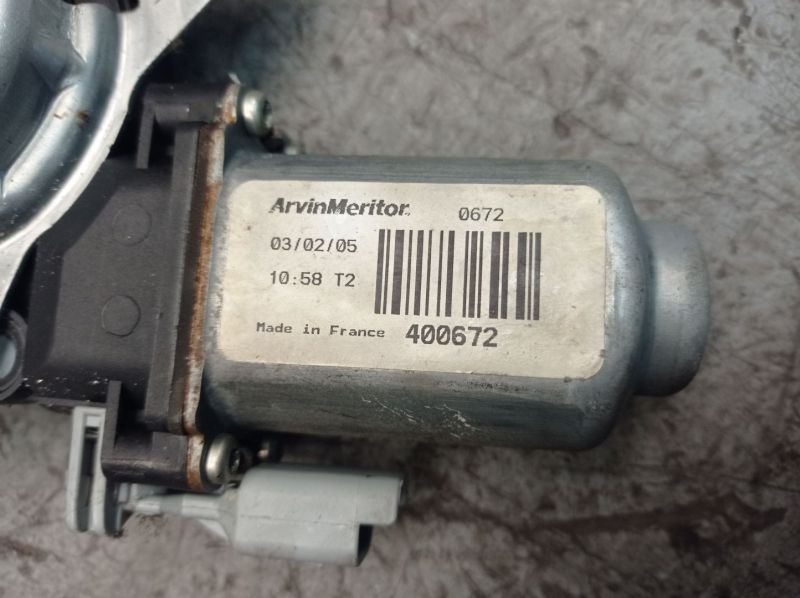 ArvinMeritor. 0672
03/02/05
10:58 T2
Made in France 400672